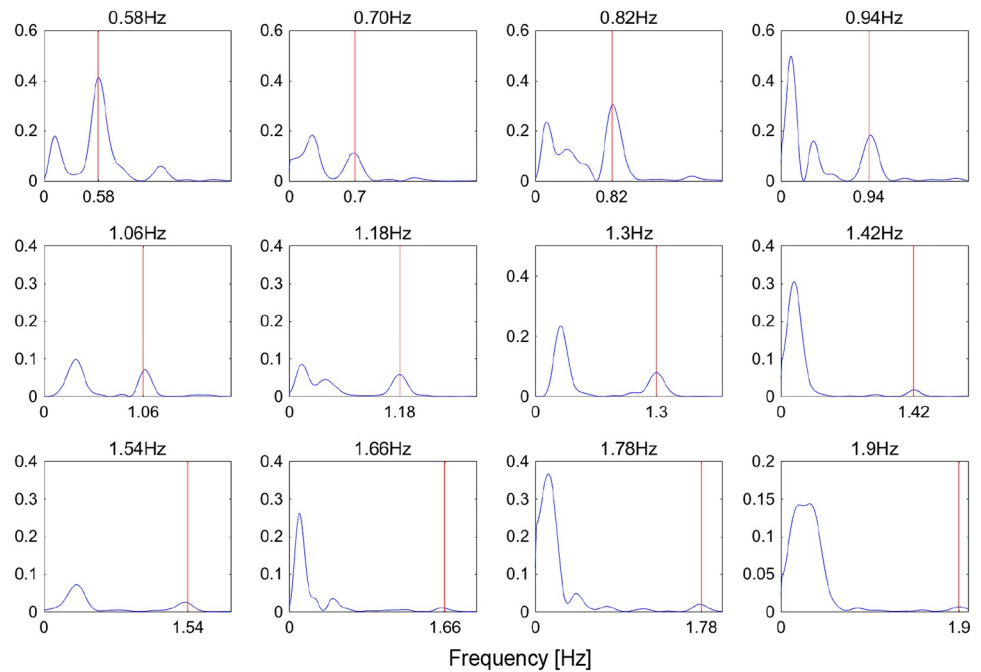 0.58Hz 0.70Hz 0.82Hz 0.94Hz
0.6 0.6 0.6 0.6
0.4 0.4 0.4 0.4
0.2 0.2 0.2 0.2
0 0 0 0
0 0.58 0 0.7 0 0.82 0 0.94
1.06Hz 1.18Hz 1.3Hz 1.42Hz
0.4 0.4 0.4
0.4
0.3 0.3 0.3
0.2 0.2 0.2 0.2
0.1 0.1 0.1
0 0 0 0
0 1.06 0 1.18 0 1.3 0 1.42
1.54Hz 1.66Hz 1.78Hz 1.9Hz
0.4 0.4 0.4 0.2
0.3 0.3 0.3 0.15
0.2 0.2 0.2 0.1
0.1 0.1 0.1 0.05
0 0 0 0
0 1.54 0 1.66 0 1.78 0 1.9
Frequency [Hz]